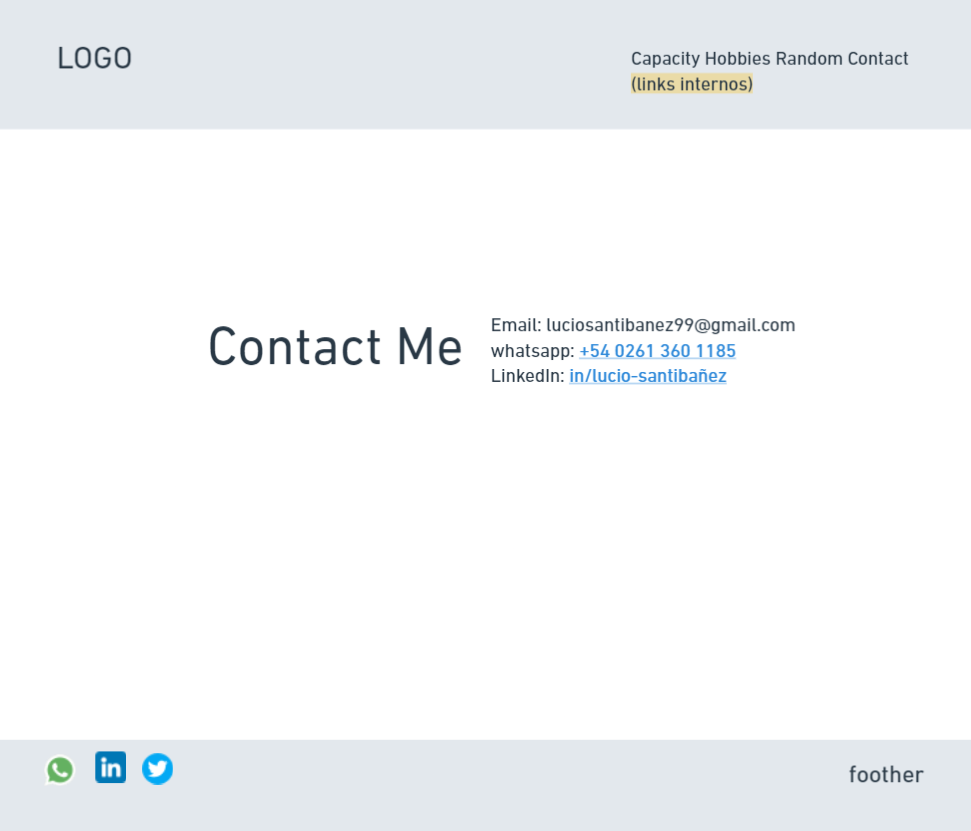 LOGO
Capacity Hobbies Random Contact
(links internos)
Contact Me
Email: luciosantibanez99@gmail.com
whatsapp: +54 0261 360 1185
LinkedIn: in/lucio-santibañez
in
foother